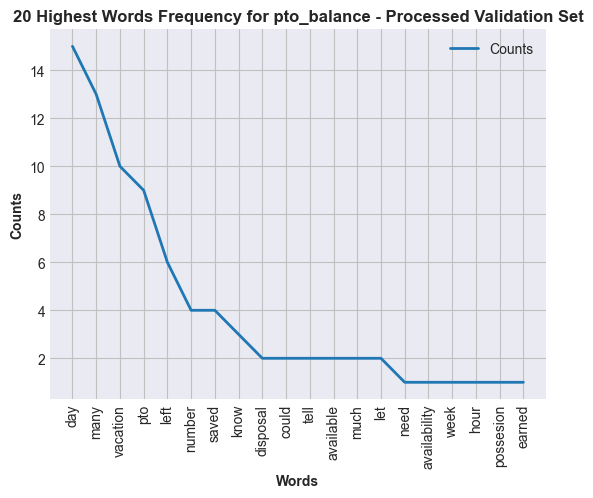 20 Highest Words Frequency for pto_balance - Processed Validation Set
Counts
14
12
10
8
6
4
2
Counts
day
many
vacation
pto
left
number
saved
know
disposal
could
tell
available
much
let
need
availability
week
hour
possesion
earned
Words